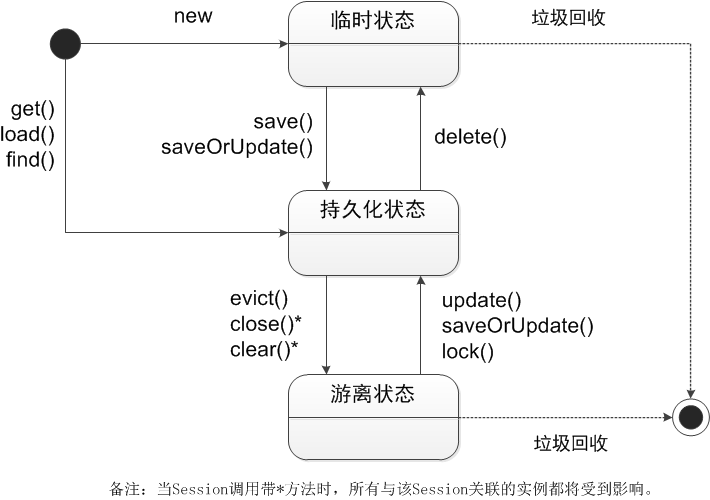 new
临时状态
垃圾回收
get()
load()
find()
save()
saveOrUpdate()
delete()
持久化状态
evict()
close()*
clear()*
update()
saveOrUpdate()
lock()
游离状态
垃圾回收
备注：当Session调用带*方法时，所有与该Session关联的实例都将受到影响。